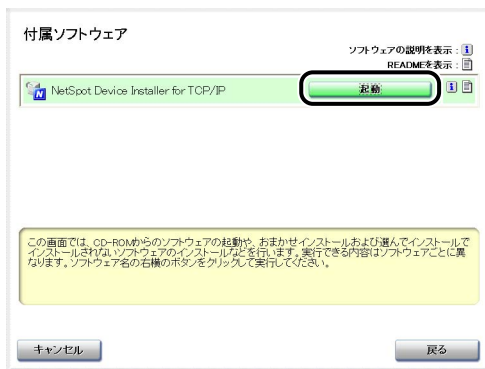 付属ソフトウェア
ソフトウェアの説明を表示：i
READMEを表示：
NetSpot Device Installer for TCP/IP
起動
i
この画面では、CD-ROMからのソフトウェアの起動や、おまかせインストールおよび選んでインストールで
インストールされないソフトウェアのインストールなどを行います。実行できる内容はソフトウェアごとに異
なります。ソフトウェア名の右横のボタンをクリックして実行してください。
キャンセル
戻る